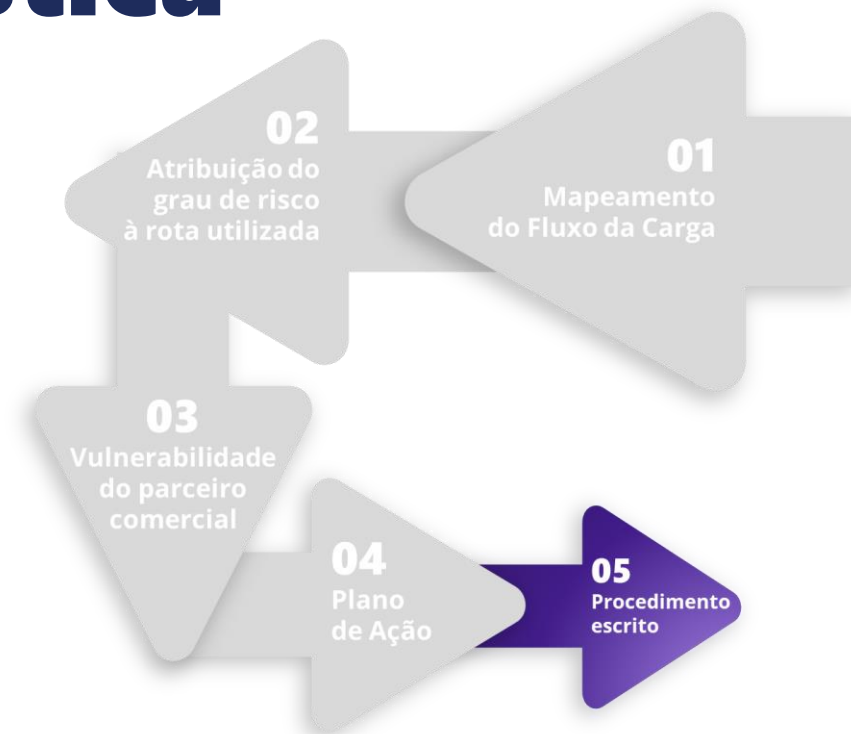 01
Mapeamento
do Fluxo da Carga
02
Atribuição do
grau de risco
à rota utilizada
03
Vulnerabilidade
do parceiro
comercial
04
Plano
de Ação
05
Procedimento
escrito